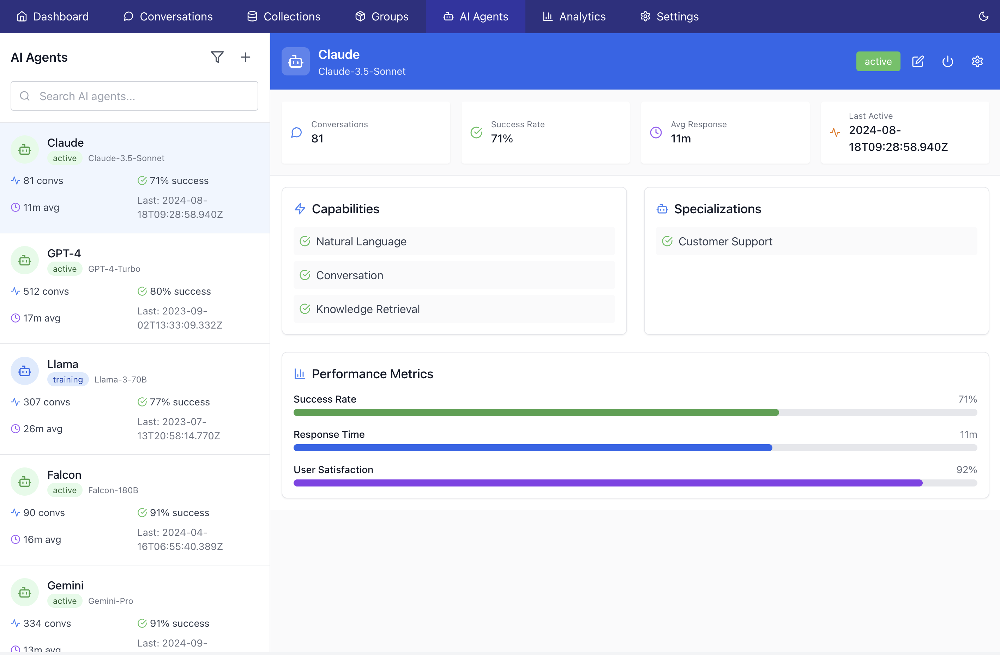 Dashboard
Conversations
Collections
Groups
AI Agents
Analytics
Settings
AI Agents
Search AI agents...
Claude
active Claude-3.5-Sonnet
81 convs
71% success
11m avg
Last: 2024-08-
18T09:28:58.940Z
GPT-4
active GPT-4-Turbo
512 convs
80% success
17m avg
Last: 2023-09-
02T13:33:09.332Z
Llama
training Llama-3-70B
307 convs
77% success
26m avg
Last: 2023-07-
13T20:58:14.770Z
Falcon
active Falcon-180B
90 convs
91% success
16m avg
Last: 2024-04-
16T06:55:40.389Z
Gemini
active Gemini-Pro
334 convs
91% success
13m avg
Last: 2024-09-
Claude
Claude-3.5-Sonnet
active
Conversations
81
Success Rate
71%
Avg Response
11m
Last Active
2024-08-
18T09:28:58.940Z
Capabilities
Natural Language
Conversation
Knowledge Retrieval
Specializations
Customer Support
Performance Metrics
Success Rate 71%
Response Time 11m
User Satisfaction 92%